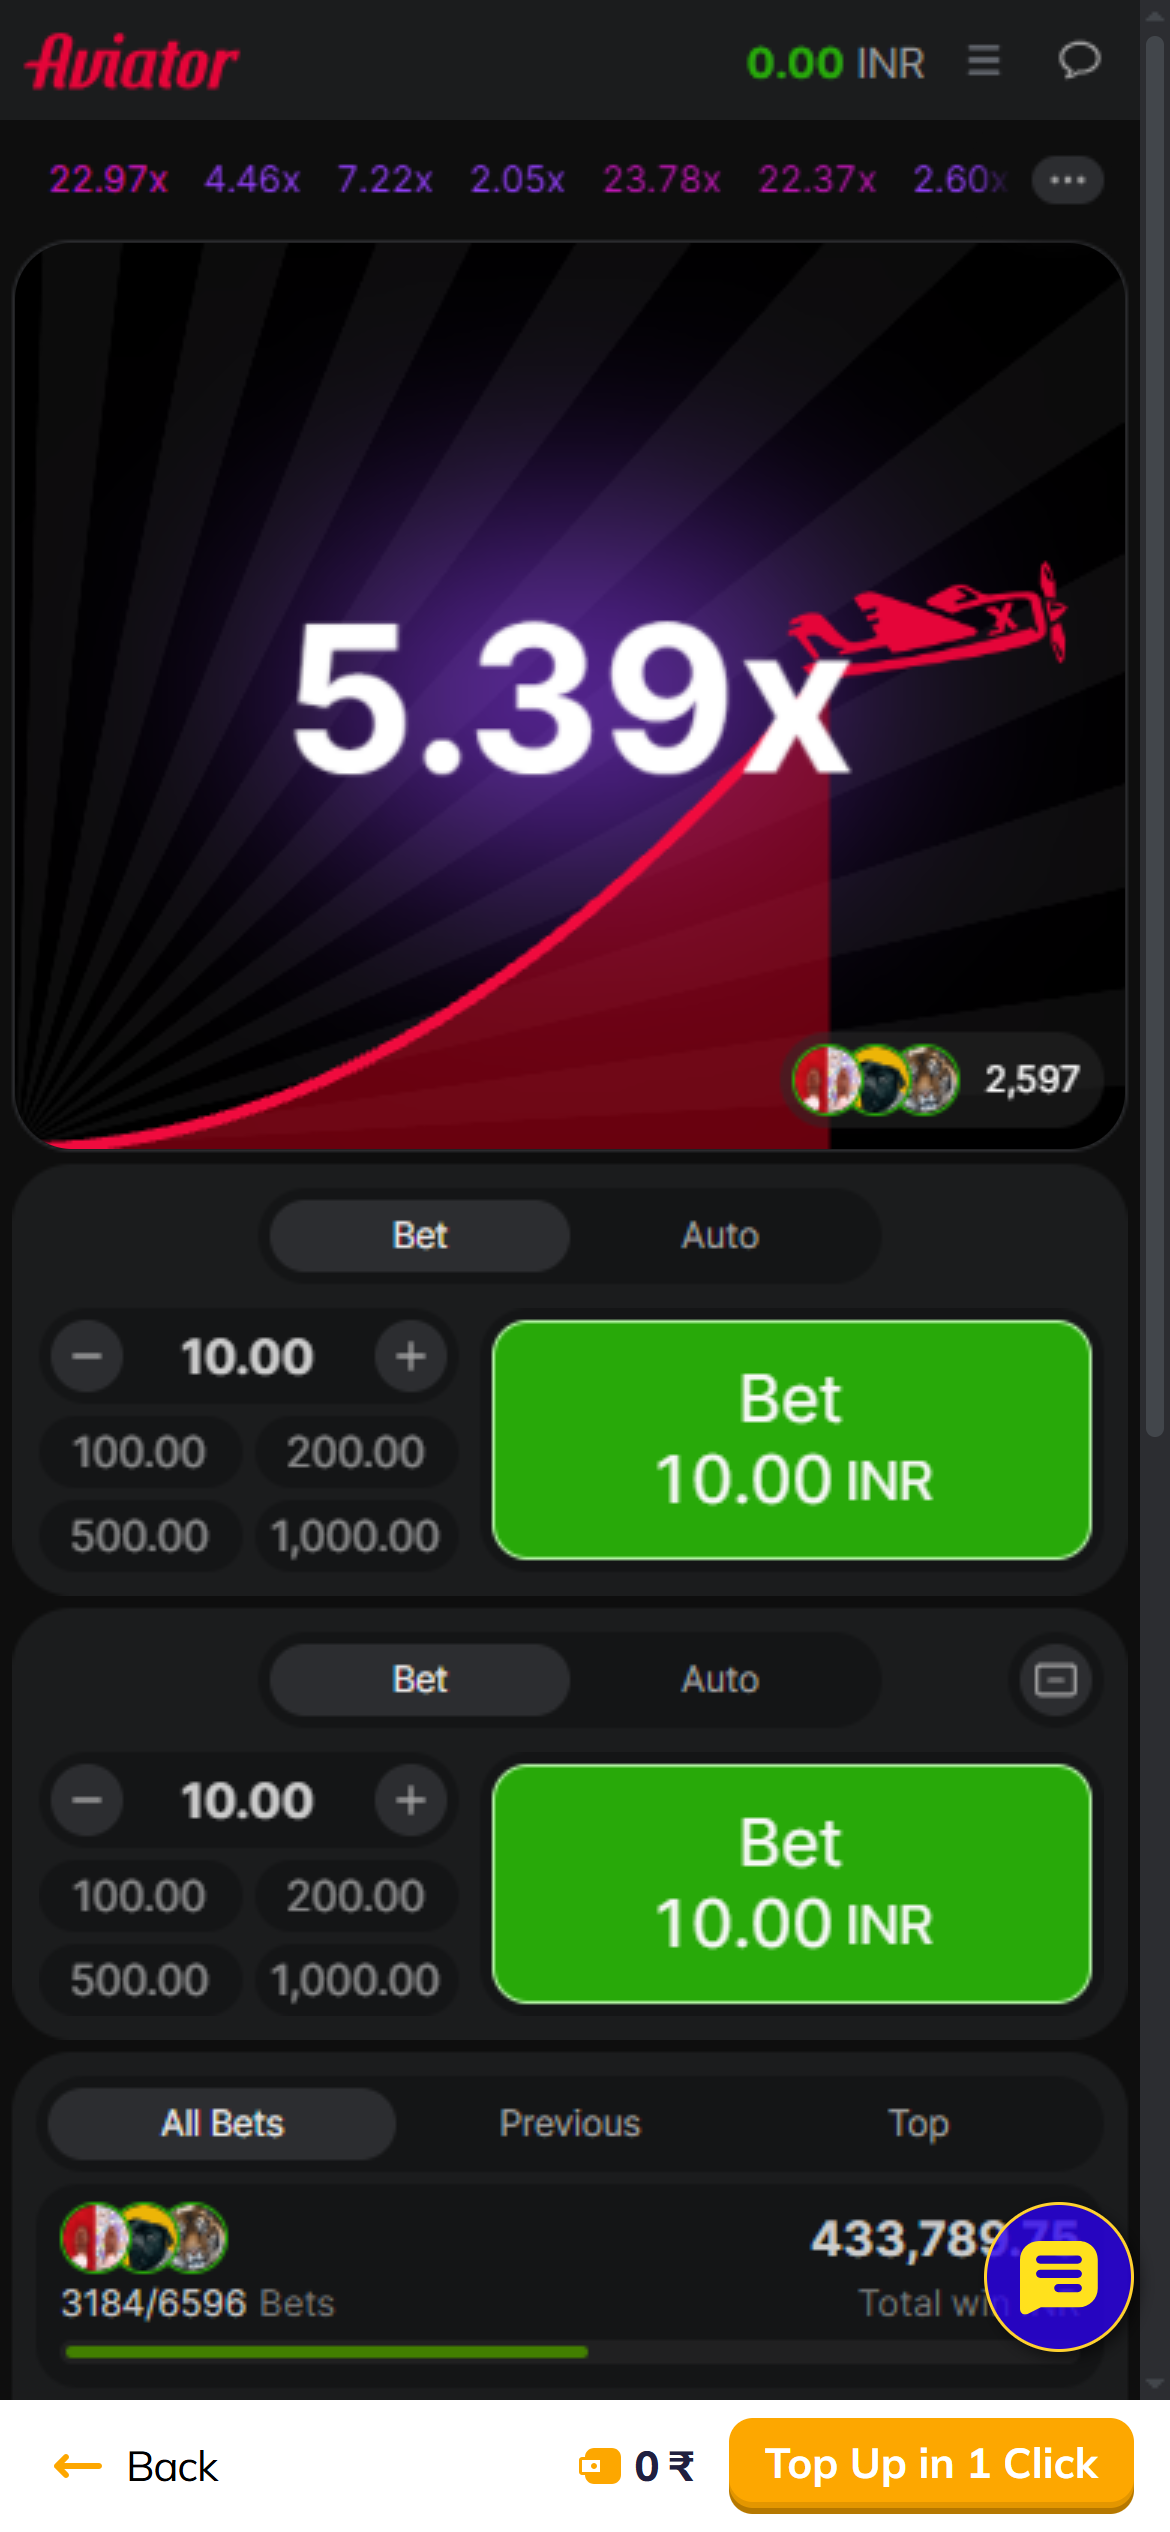 Aviator
0.00 INR
22.97x 4.46x 7.22x 2.05x 23.78x 22.37x 2.60x
5.39x
X
2,597
Bet Auto
10.00
100.00 200.00
500.00 1,000.00
Bet
10.00 INR
Bet Auto
10.00
100.00 200.00
500.00 1,000.00
Bet
10.00 INR
All Bets Previous Top
433,789.75
3184/6596 Bets
Total win
Back
0 ₹
Top Up in 1 Click